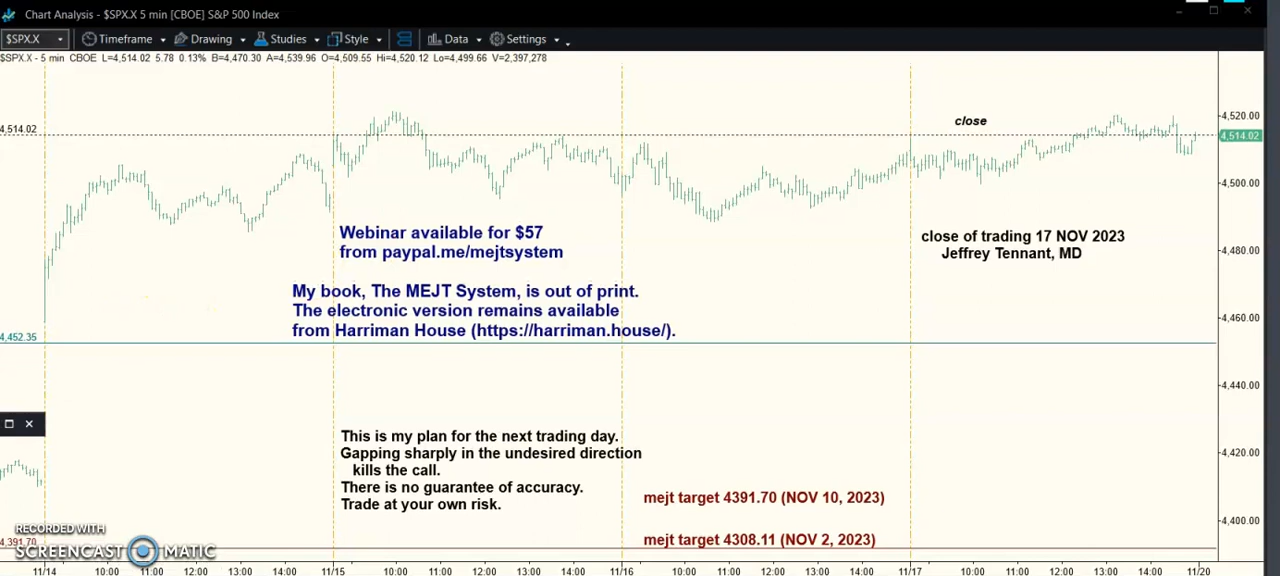 Chart Analysis - $SPX.X 5 min [CBOE] S&P 500 Index
$SPX.X Timeframe Drawing Studies Style Data Settings
$SPX.X - 5 min CBOE L=4,514.02 5.78 0.13% B=4,470.30 A=4,539.96 O=4,509.55 Hi=4,520.12 Lo=4,499.66 V=2,397,278
4,520.00
close
4,514.02
4,514.02
4,500.00
Webinar available for $57
from paypal.me/mejtsystem
close of trading 17 NOV 2023
Jeffrey Tennant, MD
4,480.00
My book, The MEJT System, is out of print.
The electronic version remains available
from Harriman House (https://harriman.house/).
4,460.00
4,452.35
4,440.00
This is my plan for the next trading day.
Gapping sharply in the undesired direction
kills the call.
There is no guarantee of accuracy.
Trade at your own risk.
4,420.00
mejt target 4391.70 (NOV 10, 2023)
4,400.00
mejt target 4308.11 (NOV 2, 2023)
RECORDED WITH
4,391.70
SCREENCAST MATIC
11/14 10:00 11:00 12:00 13:00 14:00 11/15 10:00 11:00 12:00 13:00 14:00 11/16 10:00 11:00 12:00 13:00 14:00 11/17 10:00 11:00 12:00 13:00 14:00 11/20